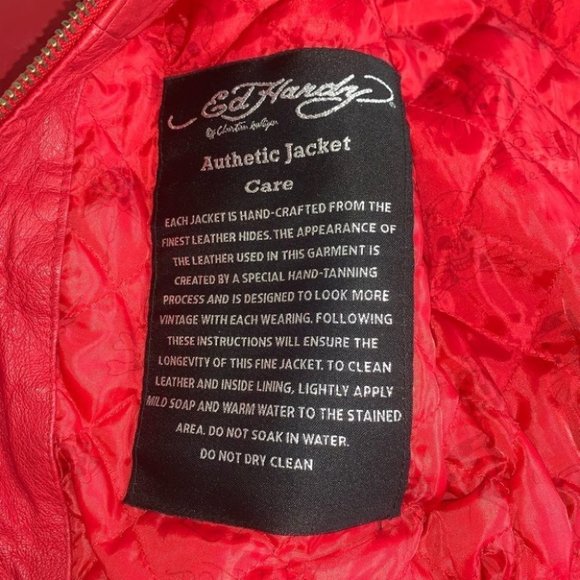 Ed Hardy
By Christian Audigier
Authetic Jacket
Care
EACH JACKET IS HAND-CRAFTED FROM THE
FINEST LEATHER HIDES. THE APPEARANCE OF
THE LEATHER USED IN THIS GARMENT IS
CREATED BY A SPECIAL HAND-TANNING
PROCESS AND IS DESIGNED TO LOOK MORE
VINTAGE WITH EACH WEARING. FOLLOWING
THESE INSTRUCTIONS WILL ENSURE THE
LONGEVITY OF THIS FINE JACKET. TO CLEAN
LEATHER AND INSIDE LINING, LIGHTLY APPLY
MILD SOAP AND WARM WATER TO THE STAINED
AREA. DO NOT SOAK IN WATER.
DO NOT DRY CLEAN